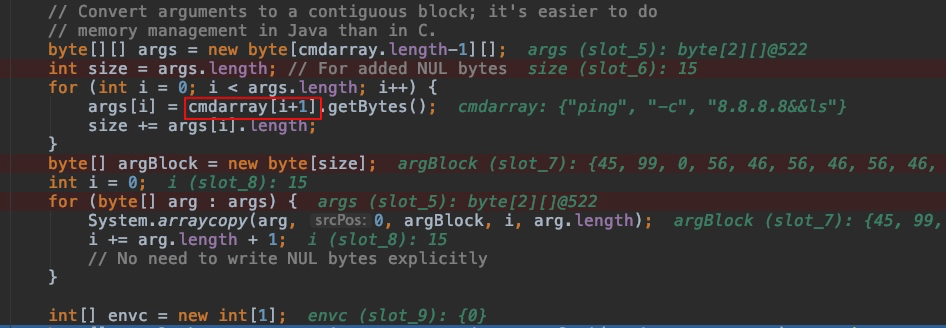 // Convert arguments to a contiguous block; it's easier to do
// memory management in Java than in C.
byte[][] args = new byte[cmdarray.length-1][]; args (slot_5): byte[2][]@522
int size = args.length; // For added NUL bytes size (slot_6): 15
for (int i = 0; i < args.length; i++) {
args[i] = cmdarray[i+1].getBytes(); cmdarray: {"ping", "-c", "8.8.8.8&&ls"}
size += args[i].length;
}
byte[] argBlock = new byte[size]; argBlock (slot_7): {45, 99, 0, 56, 46, 56, 46, 56, 46,
int i = 0; i (slot_8): 15
for (byte[] arg : args) { args (slot_5): byte[2][]@522
System.arraycopy(arg, srcPos: 0, argBlock, i, arg.length); argBlock (slot_7): {45, 99,
i += arg.length + 1; i (slot_8): 15
// No need to write NUL bytes explicitly
}
int[] envc = new int[1]; envc (slot_9): {0}